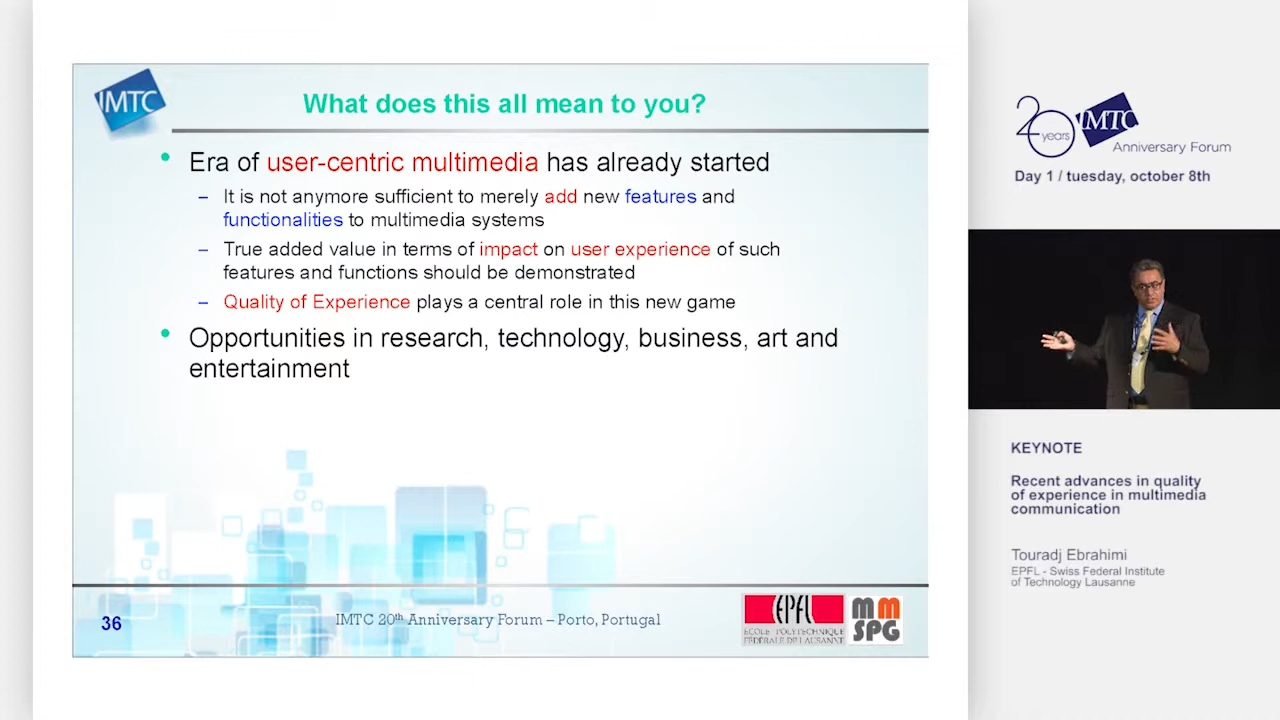 IMTC
What does this all mean to you?
• Era of user-centric multimedia has already started
– It is not anymore sufficient to merely add new features and
functionalities to multimedia systems
– True added value in terms of impact on user experience of such
features and functions should be demonstrated
– Quality of Experience plays a central role in this new game
• Opportunities in research, technology, business, art and
entertainment
36
IMTC 20th Anniversary Forum – Porto, Portugal
EPFL
ÉCOLE POLYTECHNIQUE
FÉDÉRALE DE LAUSANNE
MM
SPG
20 years IMTC
Anniversary Forum
Day 1 / tuesday, october 8th
KEYNOTE
Recent advances in quality
of experience in multimedia
communication
Touradj Ebrahimi
EPFL - Swiss Federal Institute
of Technology Lausanne